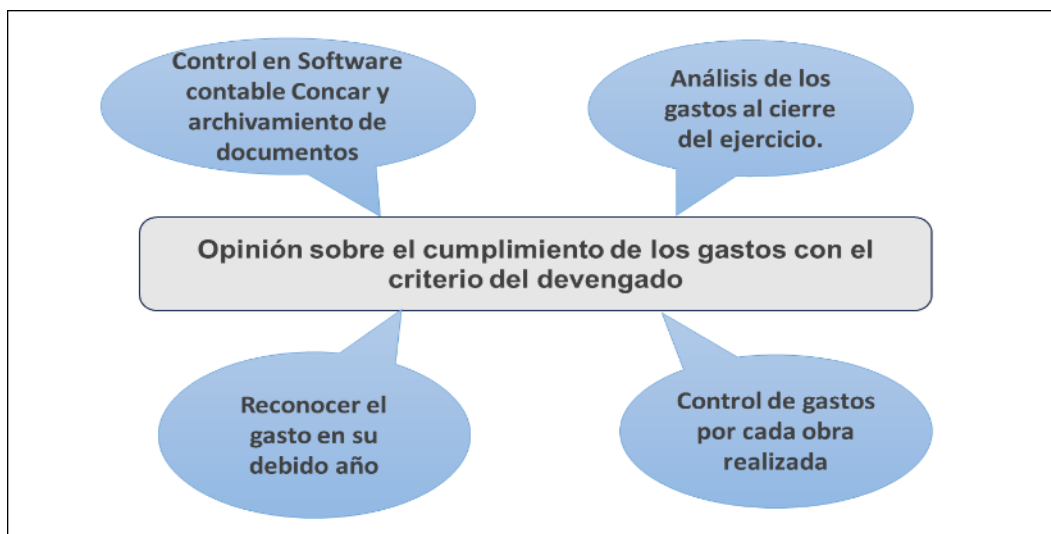 Control en Software
contable Concar y
archivamiento de
documentos
Análisis de los
gastos al cierre
del ejercicio.
Opinión sobre el cumplimiento de los gastos con el
criterio del devengado
Reconocer el
gasto en su
debido año
Control de gastos
por cada obra
realizada